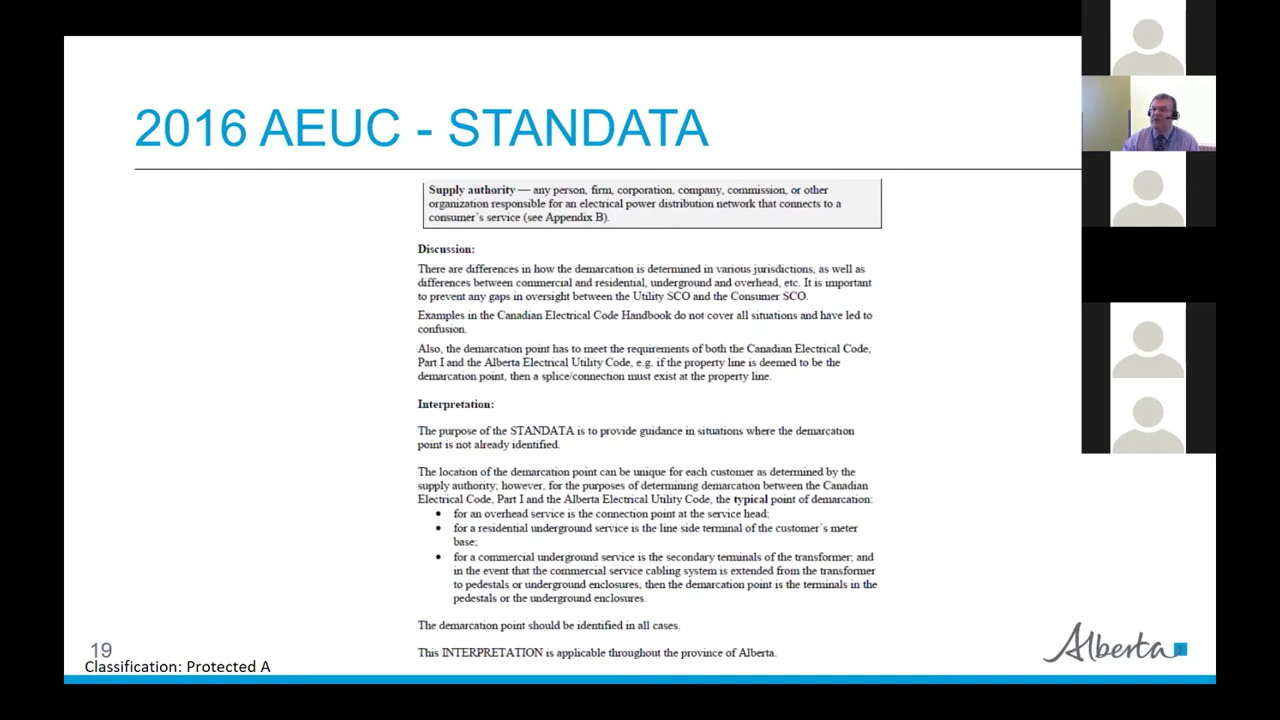 2016 AEUC - STANDATA
Supply authority — any person, firm, corporation, company, commission, or other
organization responsible for an electrical power distribution network that connects to a
consumer's service (see Appendix B).
Discussion:
There are differences in how the demarcation is determined in various jurisdictions, as well as
differences between commercial and residential, underground and overhead, etc. It is important
to prevent any gaps in oversight between the Utility SCO and the Consumer SCO.
Examples in the Canadian Electrical Code Handbook do not cover all situations and have led to
confusion.
Also, the demarcation point has to meet the requirements of both the Canadian Electrical Code,
Part I and the Alberta Electrical Utility Code, e.g. if the property line is deemed to be the
demarcation point, then a splice/connection must exist at the property line.
Interpretation:
The purpose of the STANDATA is to provide guidance in situations where the demarcation
point is not already identified.
The location of the demarcation point can be unique for each customer as determined by the
supply authority; however, for the purposes of determining demarcation between the Canadian
Electrical Code, Part I and the Alberta Electrical Utility Code, the typical point of demarcation:
• for an overhead service is the connection point at the service head;
• for a residential underground service is the line side terminal of the customer's meter
base;
• for a commercial underground service is the secondary terminals of the transformer; and
in the event that the commercial service cabling system is extended from the transformer
to pedestals or underground enclosures, then the demarcation point is the terminals in the
pedestals or the underground enclosures.
The demarcation point should be identified in all cases.
This INTERPRETATION is applicable throughout the province of Alberta.
19
Classification: Protected A
Alberta